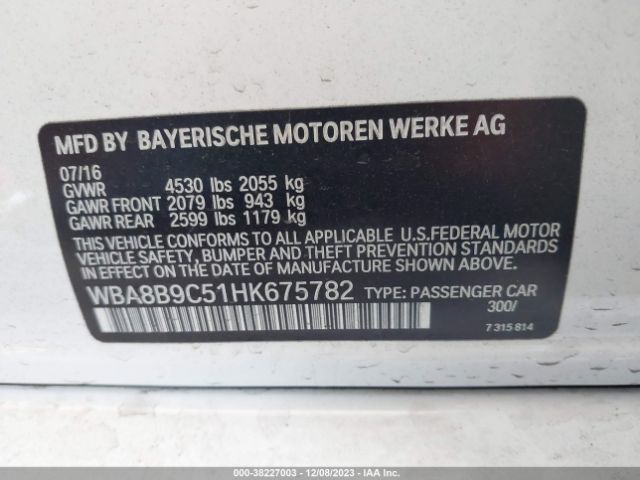 MFD BY BAYERISCHE MOTOREN WERKE AG
07/16
GVWR 4530 lbs 2055 kg
GAWR FRONT 2079 lbs 943 kg
GAWR REAR 2599 lbs 1179 kg
THIS VEHICLE CONFORMS TO ALL APPLICABLE U.S.FEDERAL MOTOR
VEHICLE SAFETY, BUMPER AND THEFT PREVENTION STANDARDS
IN EFFECT ON THE DATE OF MANUFACTURE SHOWN ABOVE.
WBA8B9C51HK675782 TYPE: PASSENGER CAR
300/
7 315 814
000-38227003 | 12/08/2023 | IAAI.COM